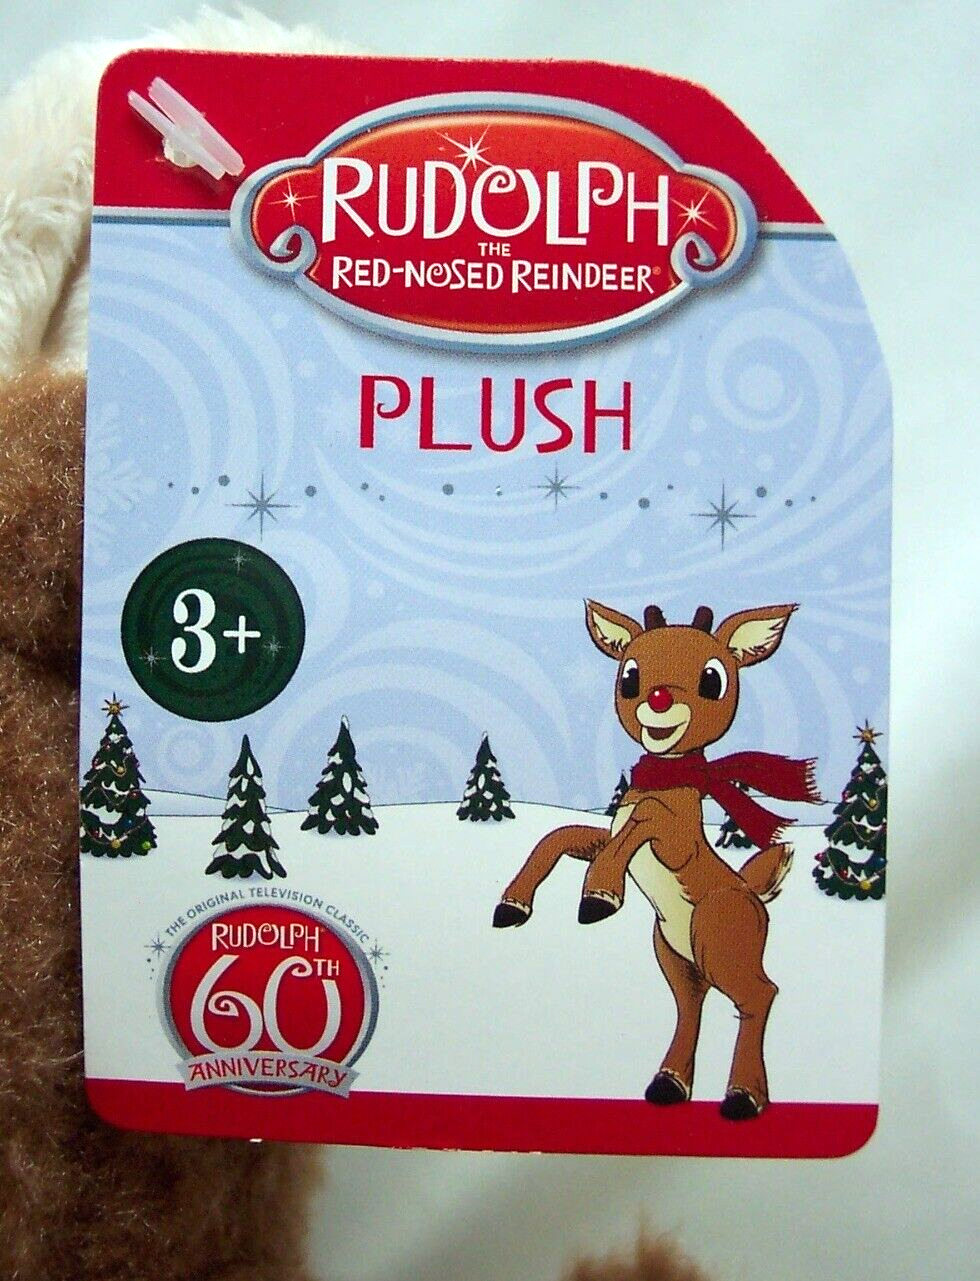 RUDOLPH
THE
RED-NOSED REINDEER®
PLUSH
3+
THE ORIGINAL TELEVISION CLASSIC
RUDOLPH
60TH
ANNIVERSARY